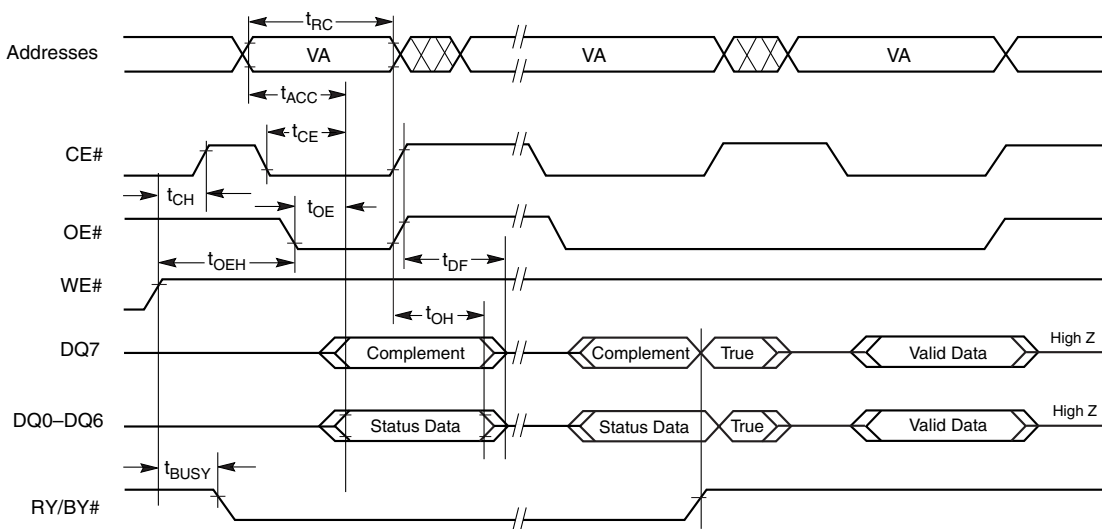 tRC
Addresses VA VA VA
tACC
tCE
CE#
tCH
tOE
OE#
tOEH
tDF
WE#
tOH
DQ7 Complement Complement True Valid Data High Z
DQ0–DQ6 Status Data Status Data True Valid Data High Z
tBUSY
RY/BY#